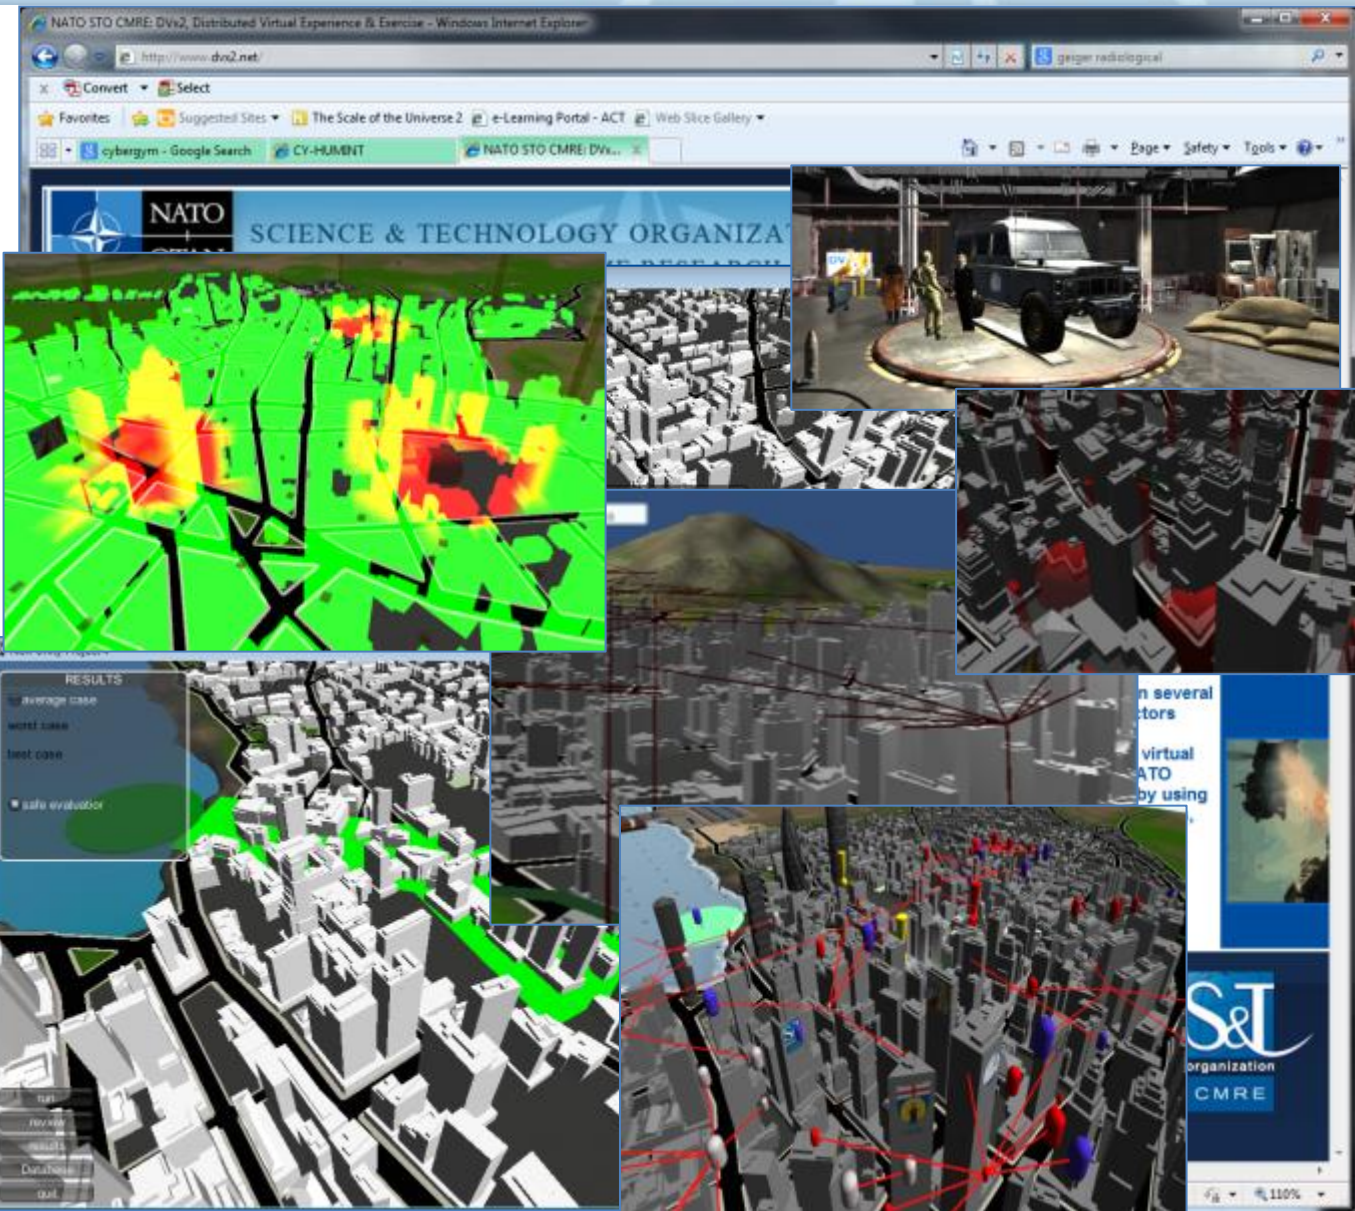 NATO STO CMRE: DVx2, Distributed Virtual Experience & Exercise - Windows Internet Explorer
http://www.dvx2.net/
geiger radiological
x Convert Select
Favorites Suggested Sites The Scale of the Universe 2 e-Learning Portal - ACT Web Slice Gallery
cybergym - Google Search CY-HUMINT NATO STO CMRE: DVx... Page Safety Tools
NATO
SCIENCE & TECHNOLOGY ORGANIZA
RESEARCH
RESULTS
average case
worst case
best case
safe evaluation
n several
ctors
virtual
ATO
by using
run
review
results
Database
quit
S&T
organization
CMRE
110%